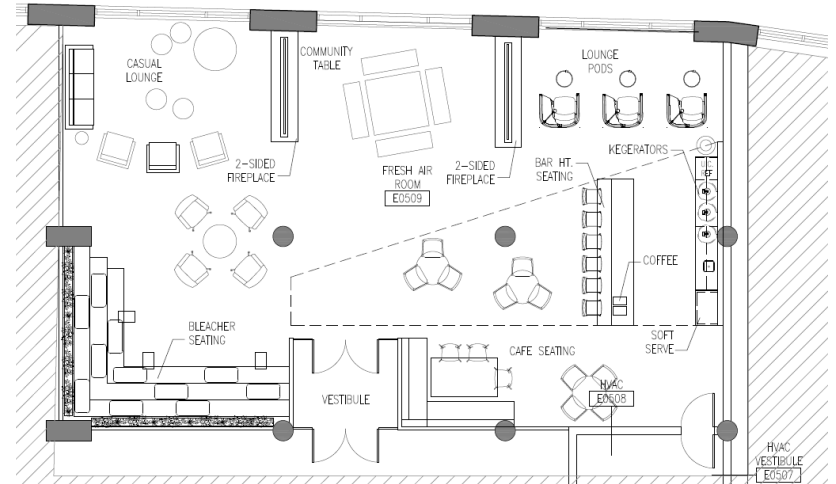 CASUAL
LOUNGE
COMMUNITY
TABLE
LOUNGE
PODS
2-SIDED
FIREPLACE
FRESH AIR
ROOM
E0509
2-SIDED
FIREPLACE
BAR HT.
SEATING
KEGERATORS
U.C.
REF
COFFEE
BLEACHER
SEATING
SOFT
SERVE
CAFE SEATING
VESTIBULE
HVAC
E0508
HVAC
VESTIBULE
E0507